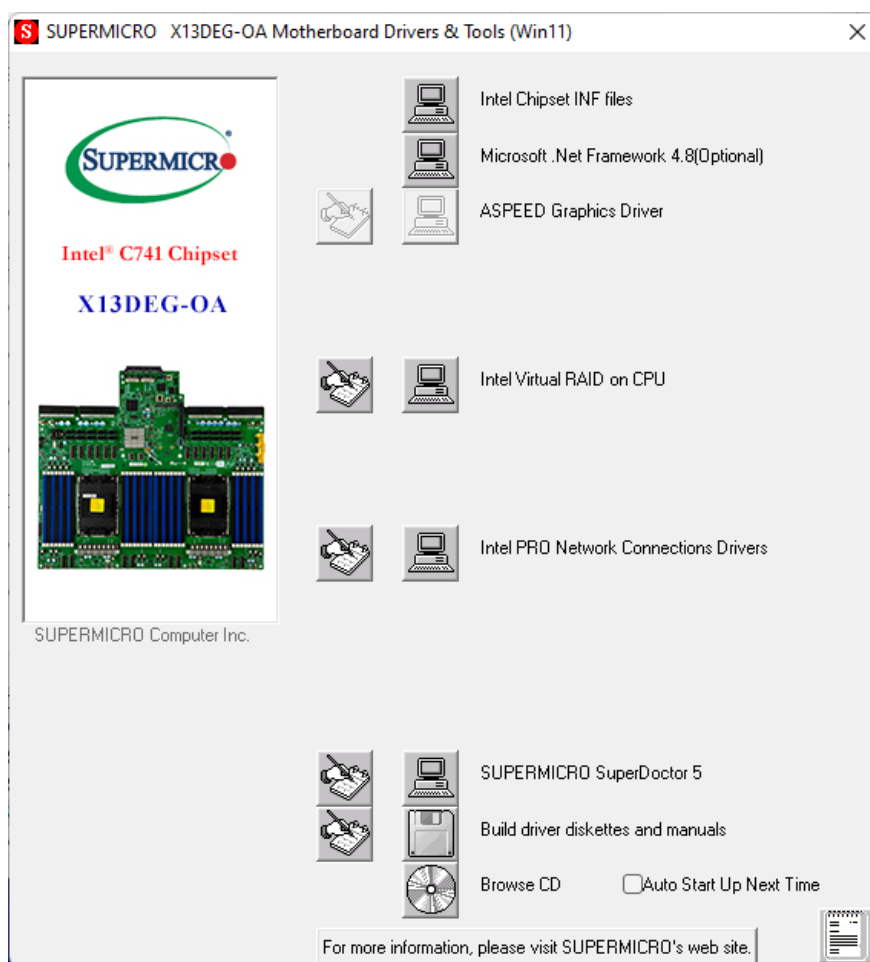 SUPERMICRO X13DEG-OA Motherboard Drivers & Tools (Win11)
SUPERMICRO
Intel® C741 Chipset
X13DEG-OA
SUPERMICRO Computer Inc.
Intel Chipset INF files
Microsoft .Net Framework 4.8(Optional)
ASPEED Graphics Driver
Intel Virtual RAID on CPU
Intel PRO Network Connections Drivers
SUPERMICRO SuperDoctor 5
Build driver diskettes and manuals
Browse CD Auto Start Up Next Time
For more information, please visit SUPERMICRO's web site.